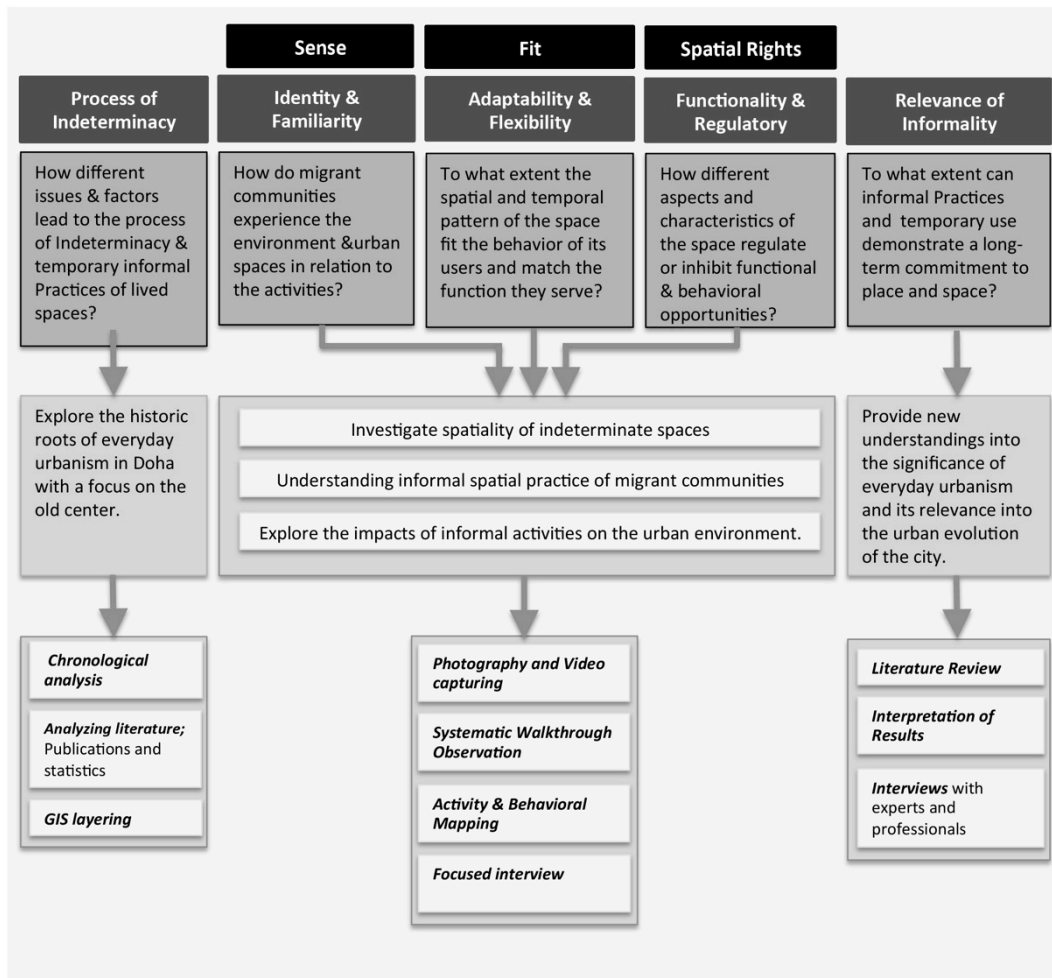 Sense
Fit
Spatial Rights
Process of
Indeterminacy
Identity &
Familiarity
Adaptability &
Flexibility
Functionality &
Regulatory
Relevance of
Informality
How different
issues & factors
lead to the process
of Indeterminacy &
temporary informal
Practices of lived
spaces?
How do migrant
communities
experience the
environment &urban
spaces in relation to
the activities?
To what extent the
spatial and temporal
pattern of the space
fit the behavior of its
users and match the
function they serve?
How different
aspects and
characteristics of
the space regulate
or inhibit functional
& behavioral
opportunities?
To what extent can
informal Practices
and temporary use
demonstrate a long-
term commitment to
place and space?
Explore the historic
roots of everyday
urbanism in Doha
with a focus on the
old center.
Investigate spatiality of indeterminate spaces
Understanding informal spatial practice of migrant communities
Explore the impacts of informal activities on the urban environment.
Provide new
understandings into
the significance of
everyday urbanism
and its relevance into
the urban evolution
of the city.
Chronological
analysis
Analyzing literature;
Publications and
statistics
GIS layering
Photography and Video
capturing
Systematic Walkthrough
Observation
Activity & Behavioral
Mapping
Focused interview
Literature Review
Interpretation of
Results
Interviews with
experts and
professionals